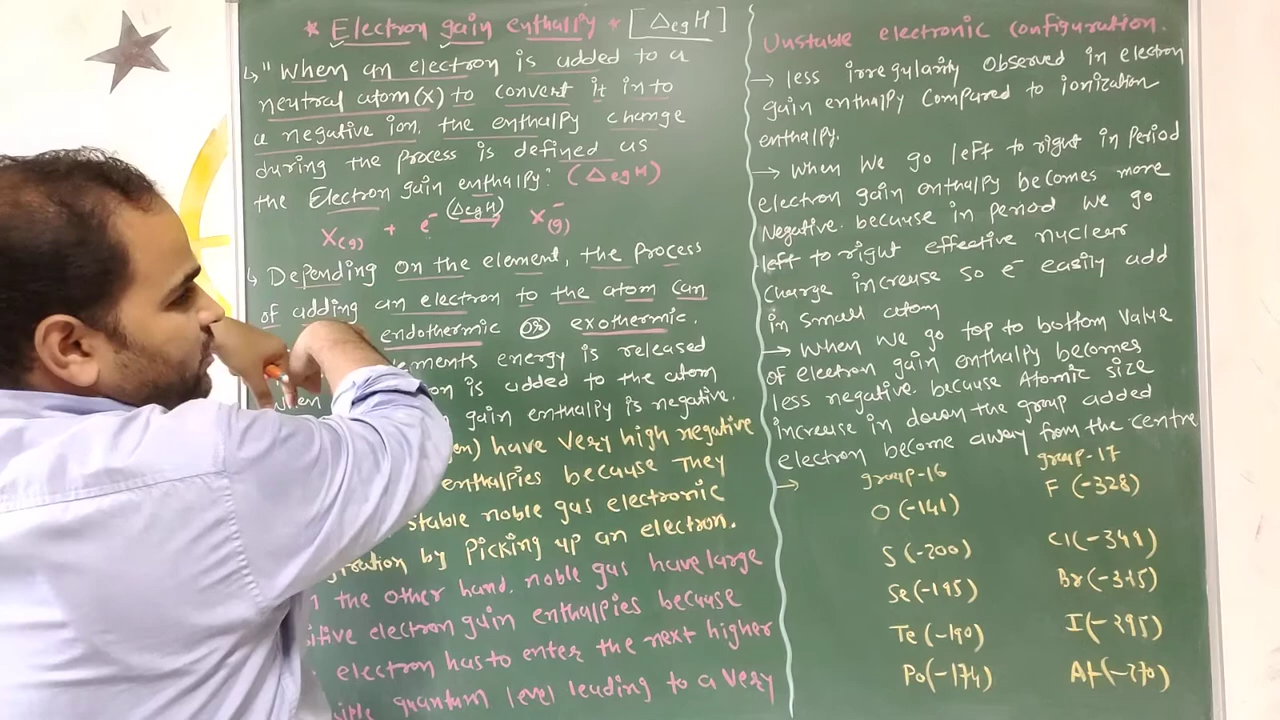 * Electron gain enthalpy * [ΔegH]
↳ "When an electron is added to a
neutral atom(x) to convert it in to
a negative ion. the enthalpy change
during the process is defined as
the Electron gain enthalpy." (ΔegH)
X(g) + e⁻ (ΔegH)→ X⁻(g)
↳ Depending on the element, the process
of adding an electron to the atom can
endothermic OR exothermic.
ements energy is released
when on is added to the atom
gain enthalpy is negative.
en) have very high negative
enthalpies because They
stable noble gas electronic
uration by picking up an electron.
the other hand. noble gas have large
itive electron gain enthalpies because
electron has to enter the next higher
iple quantum level leading to a very
Unstable electronic configuration.
→ less irregularity observed in electron
gain enthalpy compared to ionization
enthalpy.
→ When we go left to right in Period
electron gain enthalpy becomes more
Negative. because in period we go
left to right effective nuclear
charge increase so e⁻ easily add
in small atom
→ When we go top to bottom value
of electron gain enthalpy becomes
less negative. because Atomic size
increase in down the group added
electron become away from the centre
→ group-16 group-17
O (-141) F (-328)
S (-200) Cl (-349)
Se (-195) Br (-325)
Te (-190) I (-295)
Po (-174) At (-270)